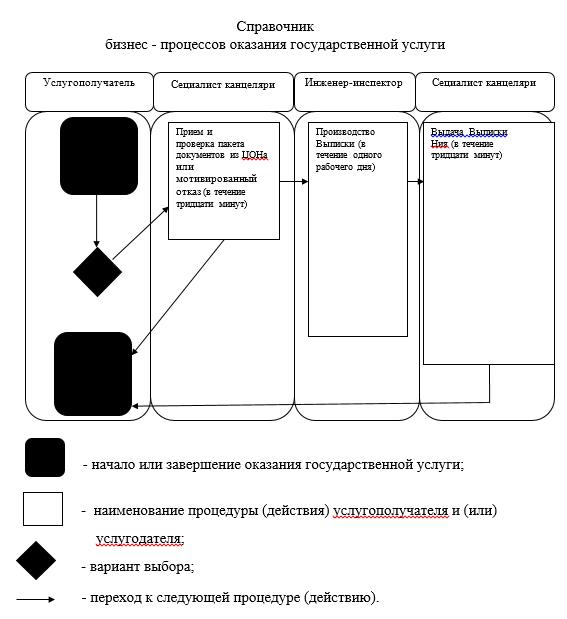 Справочник
бизнес - процессов оказания государственной услуги
Услугополучатель
Сециалист канцеляри
Инженер-инспектор
Сециалист канцеляри
Прием и
проверка пакета
документов из ЦОНа
или
мотивированный
отказ (в течение
тридцати минут)
Производство
Выписки (в
течение одного
рабочего дня)
Выдача Выписки
Ния (в течение
тридцати минут)
- начало или завершение оказания государственной услуги;
- наименование процедуры (действия) услугополучателя и (или)
услугодателя;
- вариант выбора;
- переход к следующей процедуре (действию).